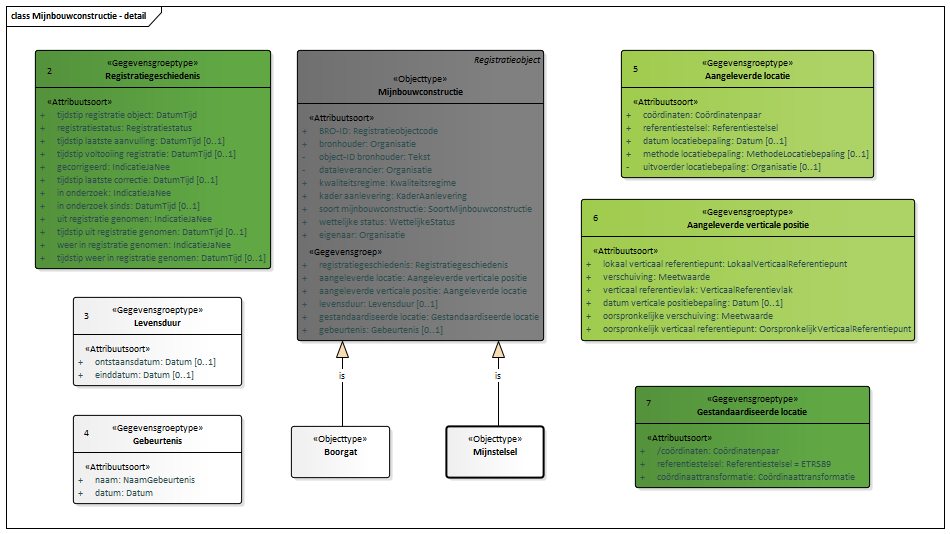 class Mijnbouwconstructie - detail
2
«Gegevensgroeptype»
Registratiegeschiedenis
«Attribuutsoort»
+ tijdstip registratie object: DatumTijd
+ registratiestatus: Registratiestatus
+ tijdstip laatste aanvulling: DatumTijd [0..1]
+ tijdstip voltooiing registratie: DatumTijd [0..1]
+ gecorrigeerd: IndicatieJaNee
+ tijdstip laatste correctie: DatumTijd [0..1]
+ in onderzoek: IndicatieJaNee
+ in onderzoek sinds: DatumTijd [0..1]
+ uit registratie genomen: IndicatieJaNee
+ tijdstip uit registratie genomen: DatumTijd [0..1]
+ weer in registratie genomen: IndicatieJaNee
+ tijdstip weer in registratie genomen: DatumTijd [0..1]
3
«Gegevensgroeptype»
Levensduur
«Attribuutsoort»
+ ontstaansdatum: Datum [0..1]
+ einddatum: Datum [0..1]
4
«Gegevensgroeptype»
Gebeurtenis
«Attribuutsoort»
+ naam: NaamGebeurtenis
+ datum: Datum
Registratieobject
«Objecttype»
Mijnbouwconstructie
«Attribuutsoort»
+ BRO-ID: Registratieobjectcode
+ bronhouder: Organisatie
- object-ID bronhouder: Tekst
- dataleverancier: Organisatie
+ kwaliteitsregime: Kwaliteitsregime
+ kader aanlevering: KaderAanlevering
+ soort mijnbouwconstructie: SoortMijnbouwconstructie
+ wettelijke status: WettelijkeStatus
+ eigenaar: Organisatie
«Gegevensgroep»
+ registratiegeschiedenis: Registratiegeschiedenis
+ aangeleverde locatie: Aangeleverde verticale positie
+ aangeleverde verticale positie: Aangeleverde locatie
+ levensduur: Levensduur [0..1]
+ gestandaardiseerde locatie: Gestandaardiseerde locatie
+ gebeurtenis: Gebeurtenis [0..1]
is
is
«Objecttype»
Boorgat
«Objecttype»
Mijnstelsel
5
«Gegevensgroeptype»
Aangeleverde locatie
«Attribuutsoort»
+ coördinaten: Coördinatenpaar
+ referentiestelsel: Referentiestelsel
+ datum locatiebepaling: Datum [0..1]
+ methode locatiebepaling: MethodeLocatiebepaling [0..1]
- uitvoerder locatiebepaling: Organisatie [0..1]
6
«Gegevensgroeptype»
Aangeleverde verticale positie
«Attribuutsoort»
+ lokaal verticaal referentiepunt: LokaalVerticaalReferentiepunt
+ verschuiving: Meetwaarde
+ verticaal referentievlak: VerticaalReferentievlak
+ datum verticale positiebepaling: Datum [0..1]
+ oorspronkelijke verschuiving: Meetwaarde
+ oorspronkelijk verticaal referentiepunt: OorspronkelijkVerticaalReferentiepunt
7
«Gegevensgroeptype»
Gestandaardiseerde locatie
«Attribuutsoort»
+ /coördinaten: Coördinatenpaar
+ referentiestelsel: Referentiestelsel = ETRS89
+ coördinaattransformatie: Coördinaattransformatie